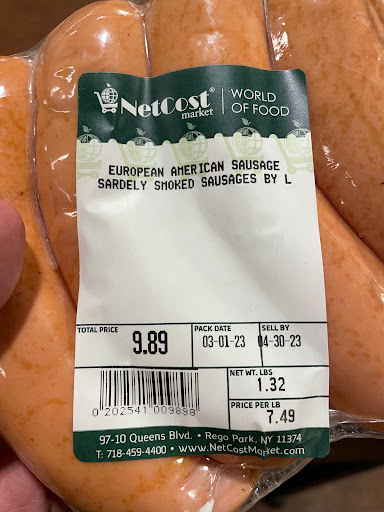 NetCost®
market
WORLD
OF FOOD
EUROPEAN AMERICAN SAUSAGE
SARDELY SMOKED SAUSAGES BY L
TOTAL PRICE
9.89
PACK DATE
03-01-23
SELL BY
04-30-23
NET WT. LBS
1.32
PRICE PER LB
7.49
0 202541 009898
97-10 Queens Blvd. • Rego Park, NY 11374
T: 718-459-4400 • www.NetCostMarket.com